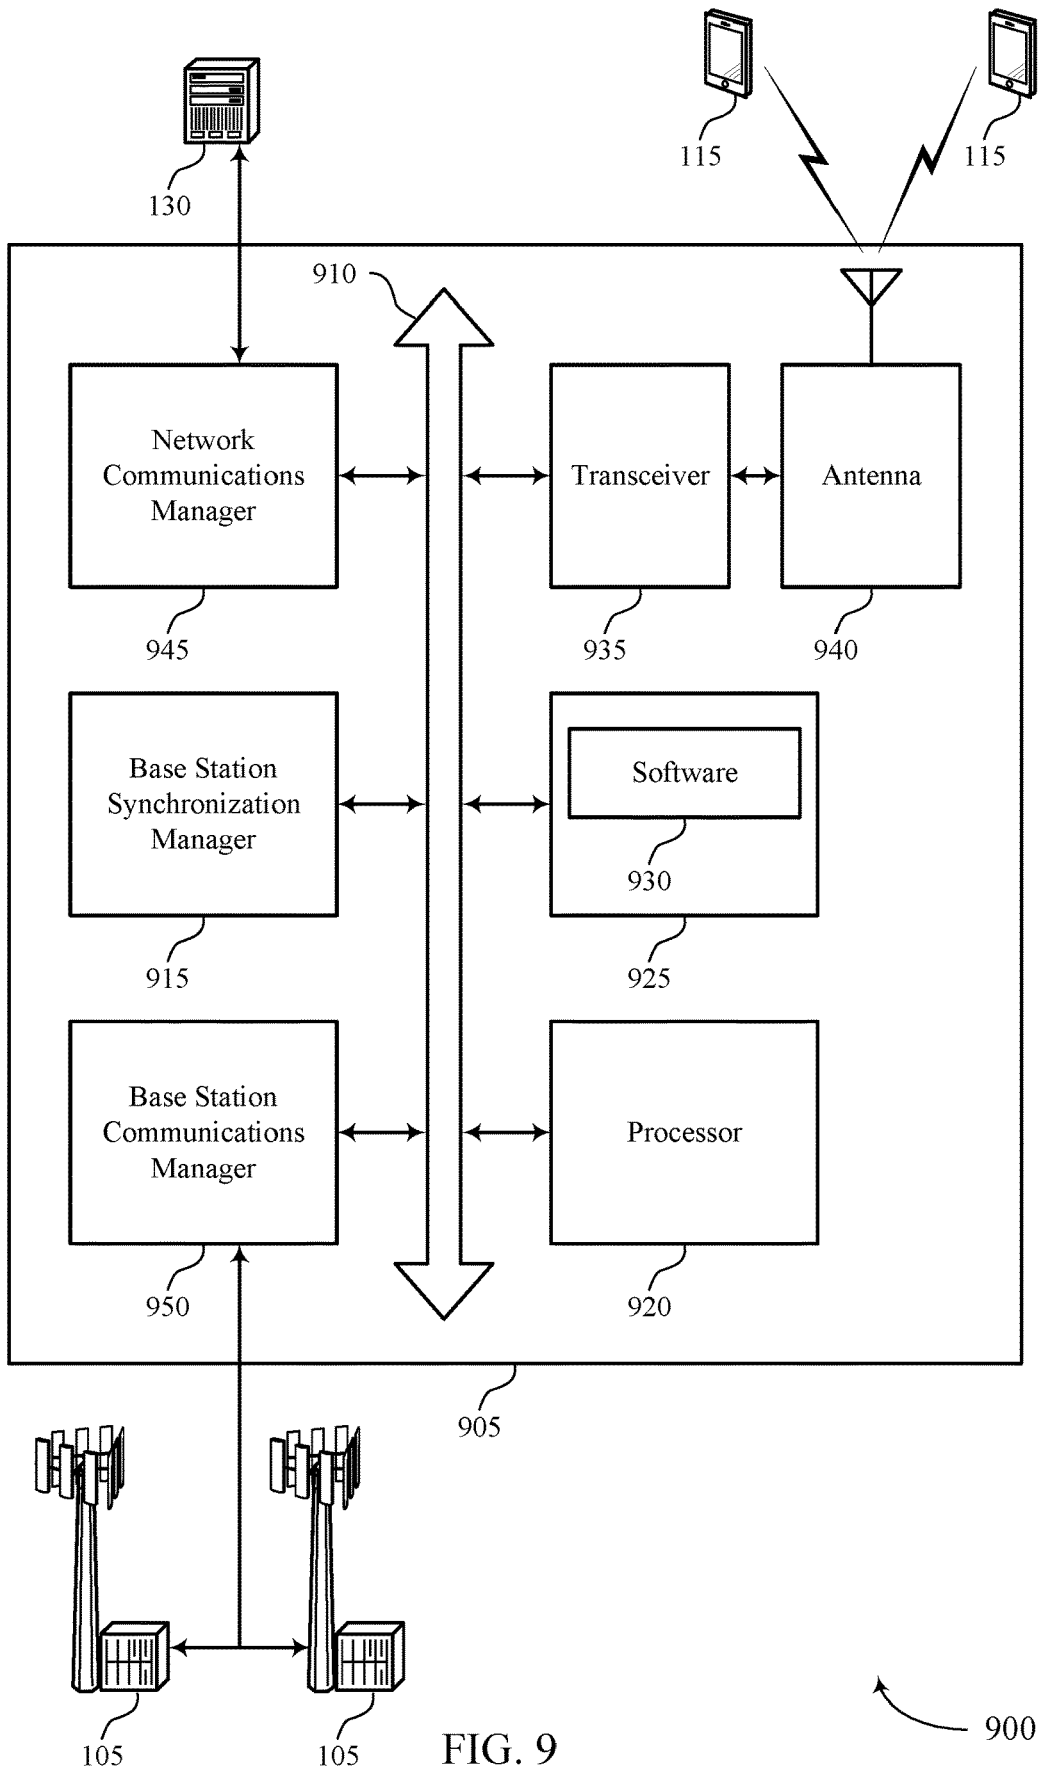 115
115
130
910
Network
Communications
Manager
Transceiver
Antenna
945
935
940
Base Station
Synchronization
Manager
Software
930
915
925
Base Station
Communications
Manager
Processor
950
920
905
105
105
FIG. 9
900